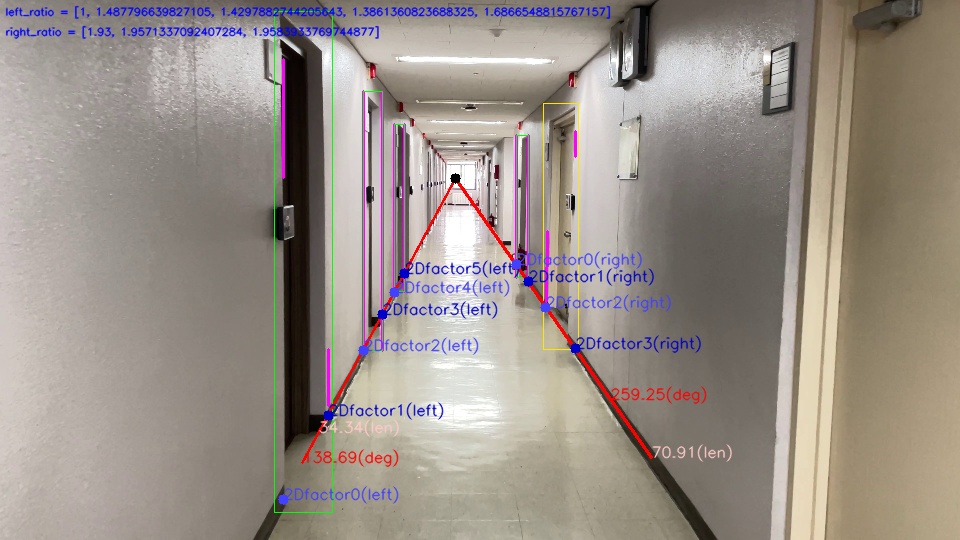 left_ratio = [1, 1.487796639827105, 1.4297882744205643, 1.3861360823688325, 1.6866548815767157]
right_ratio = [1.93, 1.9571337092407284, 1.9583933769744877]
2Dfactor0(right)
2Dfactor5(left)
2Dfactor1(right)
2Dfactor4(left)
2Dfactor2(right)
2Dfactor3(left)
2Dfactor2(left)
2Dfactor3(right)
259.25(deg)
2Dfactor1(left)
34.34(len)
70.91(len)
138.69(deg)
2Dfactor0(left)